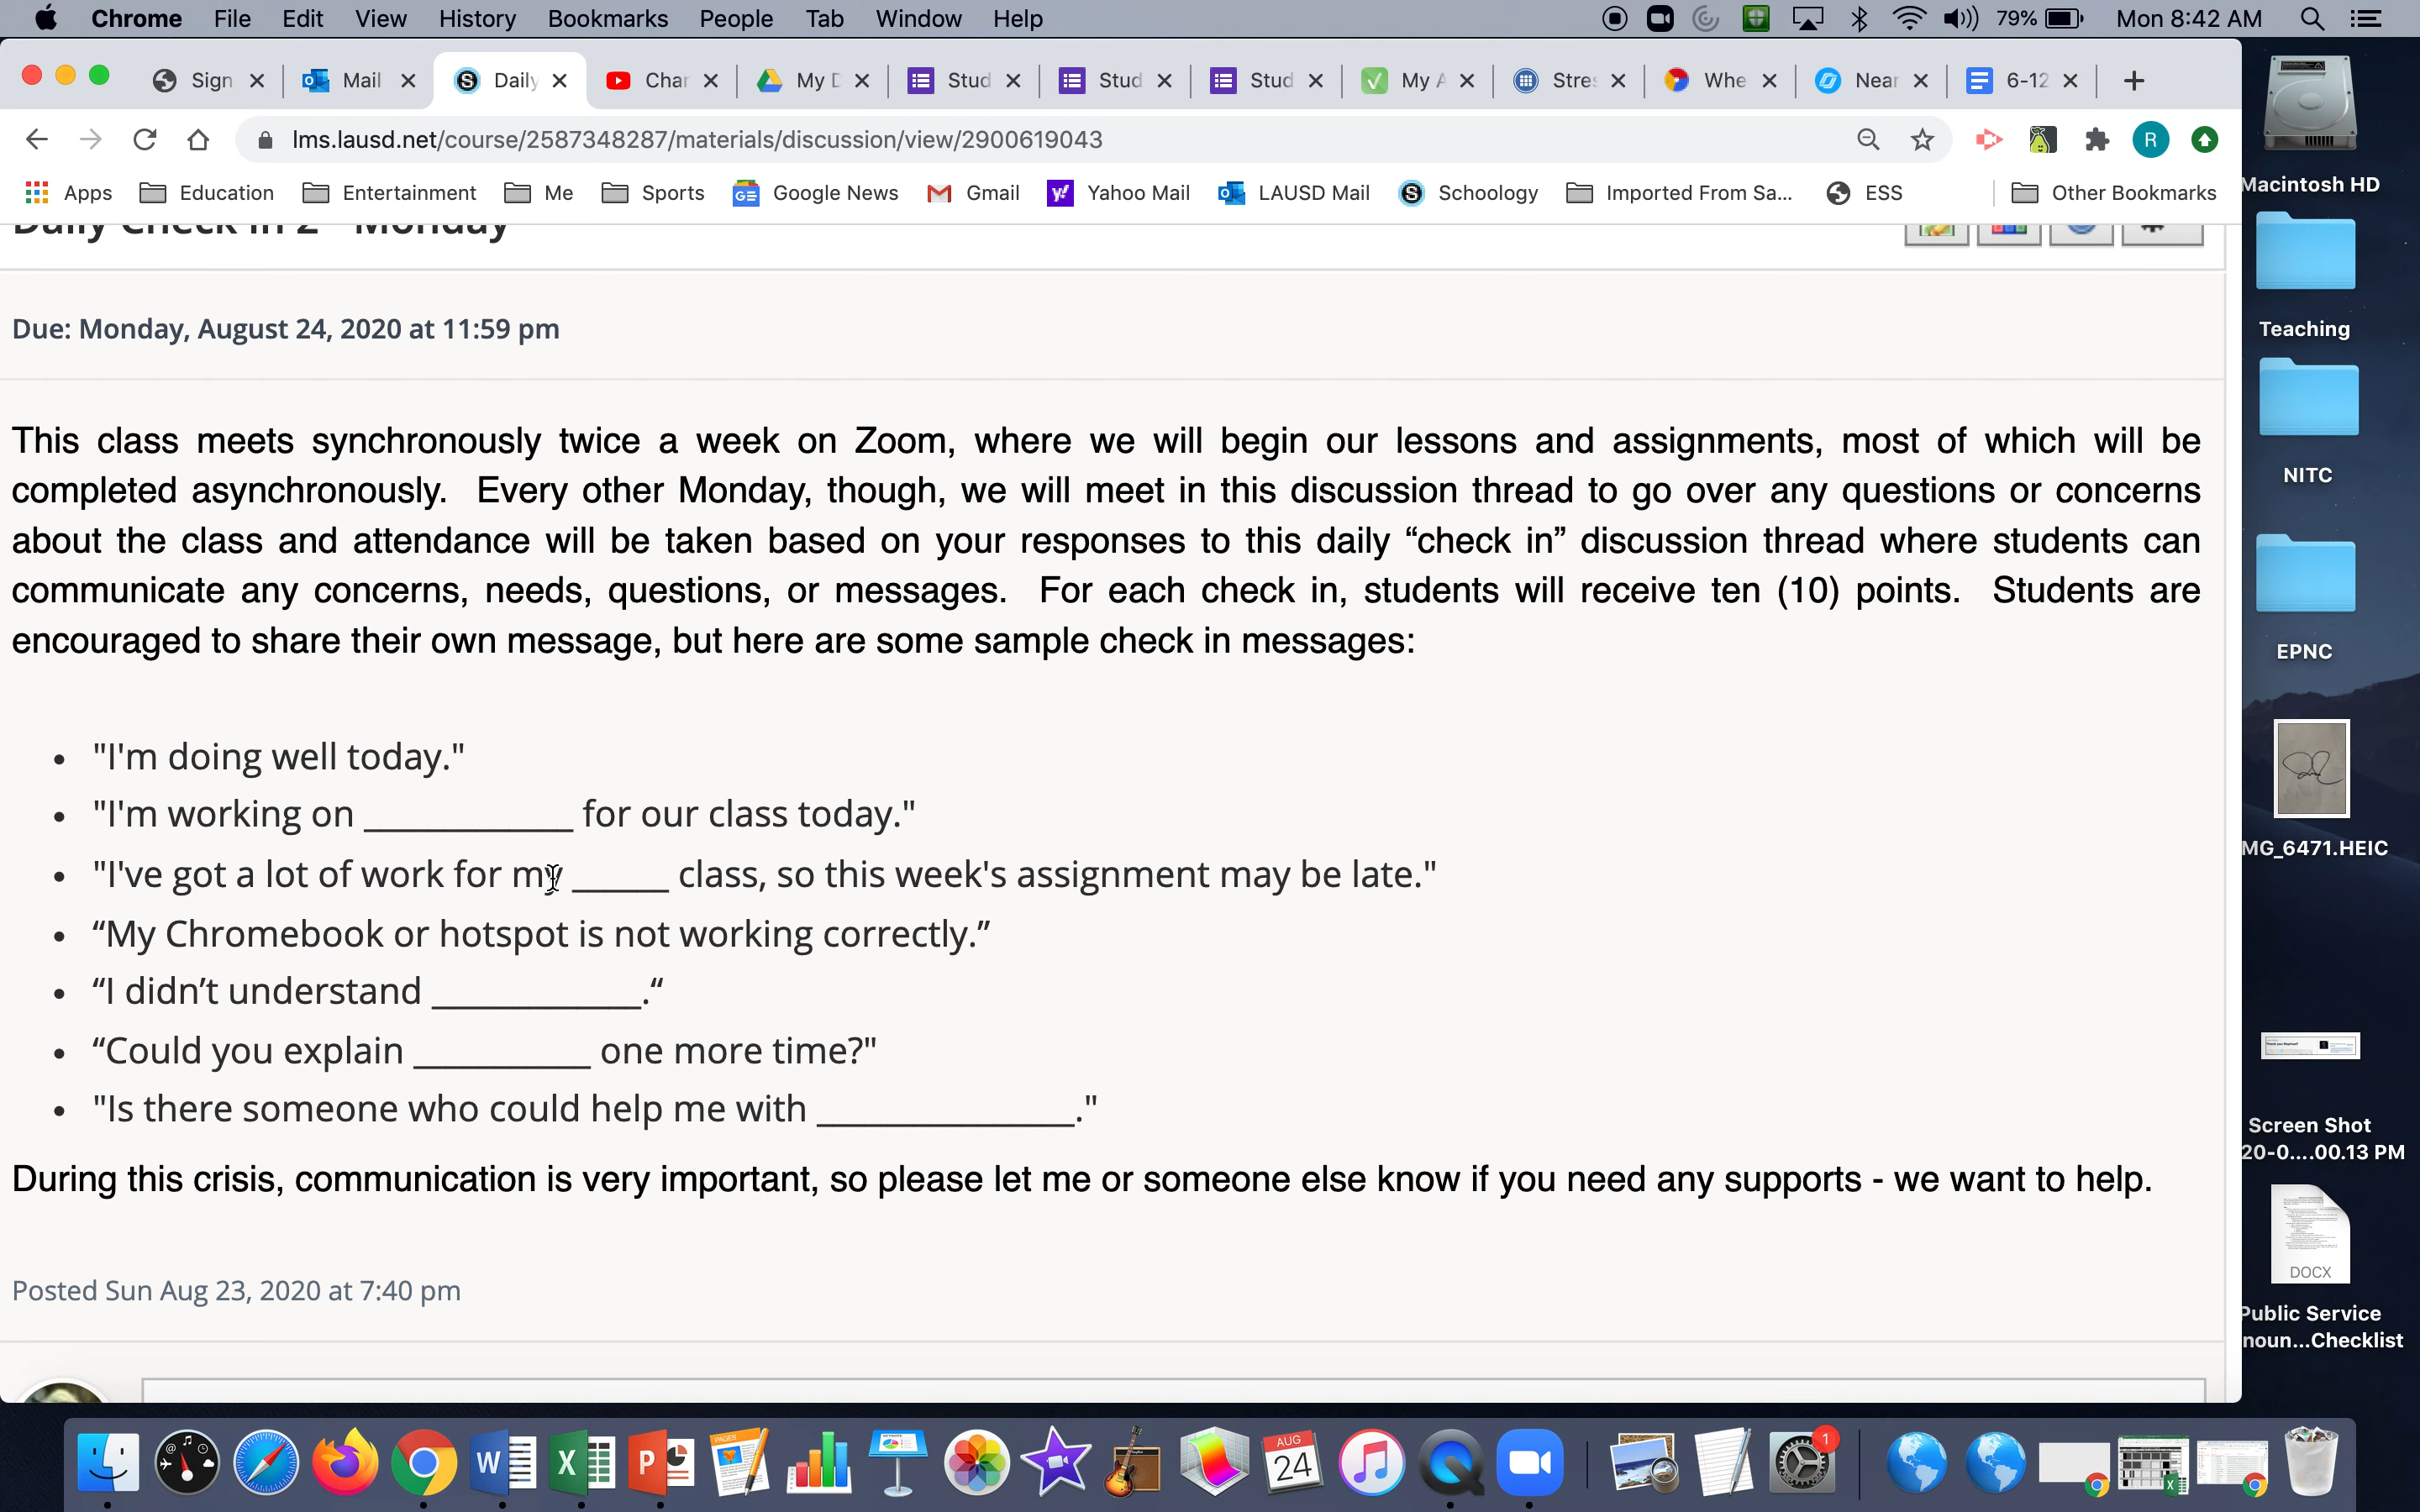 Chrome File Edit View History Bookmarks People Tab Window Help 79% Mon 8:42 AM
Sign Mail Daily Char My D Stud Stud Stud My A Stre Whe Near 6-12
lms.lausd.net/course/2587348287/materials/discussion/view/2900619043 R
Apps Education Entertainment Me Sports Google News Gmail Yahoo Mail LAUSD Mail Schoology Imported From Sa... ESS Other Bookmarks
Daily Check In 2 - Monday
Due: Monday, August 24, 2020 at 11:59 pm
This class meets synchronously twice a week on Zoom, where we will begin our lessons and assignments, most of which will be
completed asynchronously. Every other Monday, though, we will meet in this discussion thread to go over any questions or concerns
about the class and attendance will be taken based on your responses to this daily “check in” discussion thread where students can
communicate any concerns, needs, questions, or messages. For each check in, students will receive ten (10) points. Students are
encouraged to share their own message, but here are some sample check in messages:
• "I'm doing well today."
• "I'm working on _____________ for our class today."
• "I've got a lot of work for my ______ class, so this week's assignment may be late."
• “My Chromebook or hotspot is not working correctly.”
• “I didn’t understand _____________.“
• “Could you explain ___________ one more time?"
• "Is there someone who could help me with ________________."
During this crisis, communication is very important, so please let me or someone else know if you need any supports - we want to help.
Posted Sun Aug 23, 2020 at 7:40 pm
Macintosh HD
Teaching
NITC
EPNC
MG_6471.HEIC
Screen Shot
20-0....00.13 PM
DOCX
Public Service
noun...Checklist
PAGES
AUG
24
1